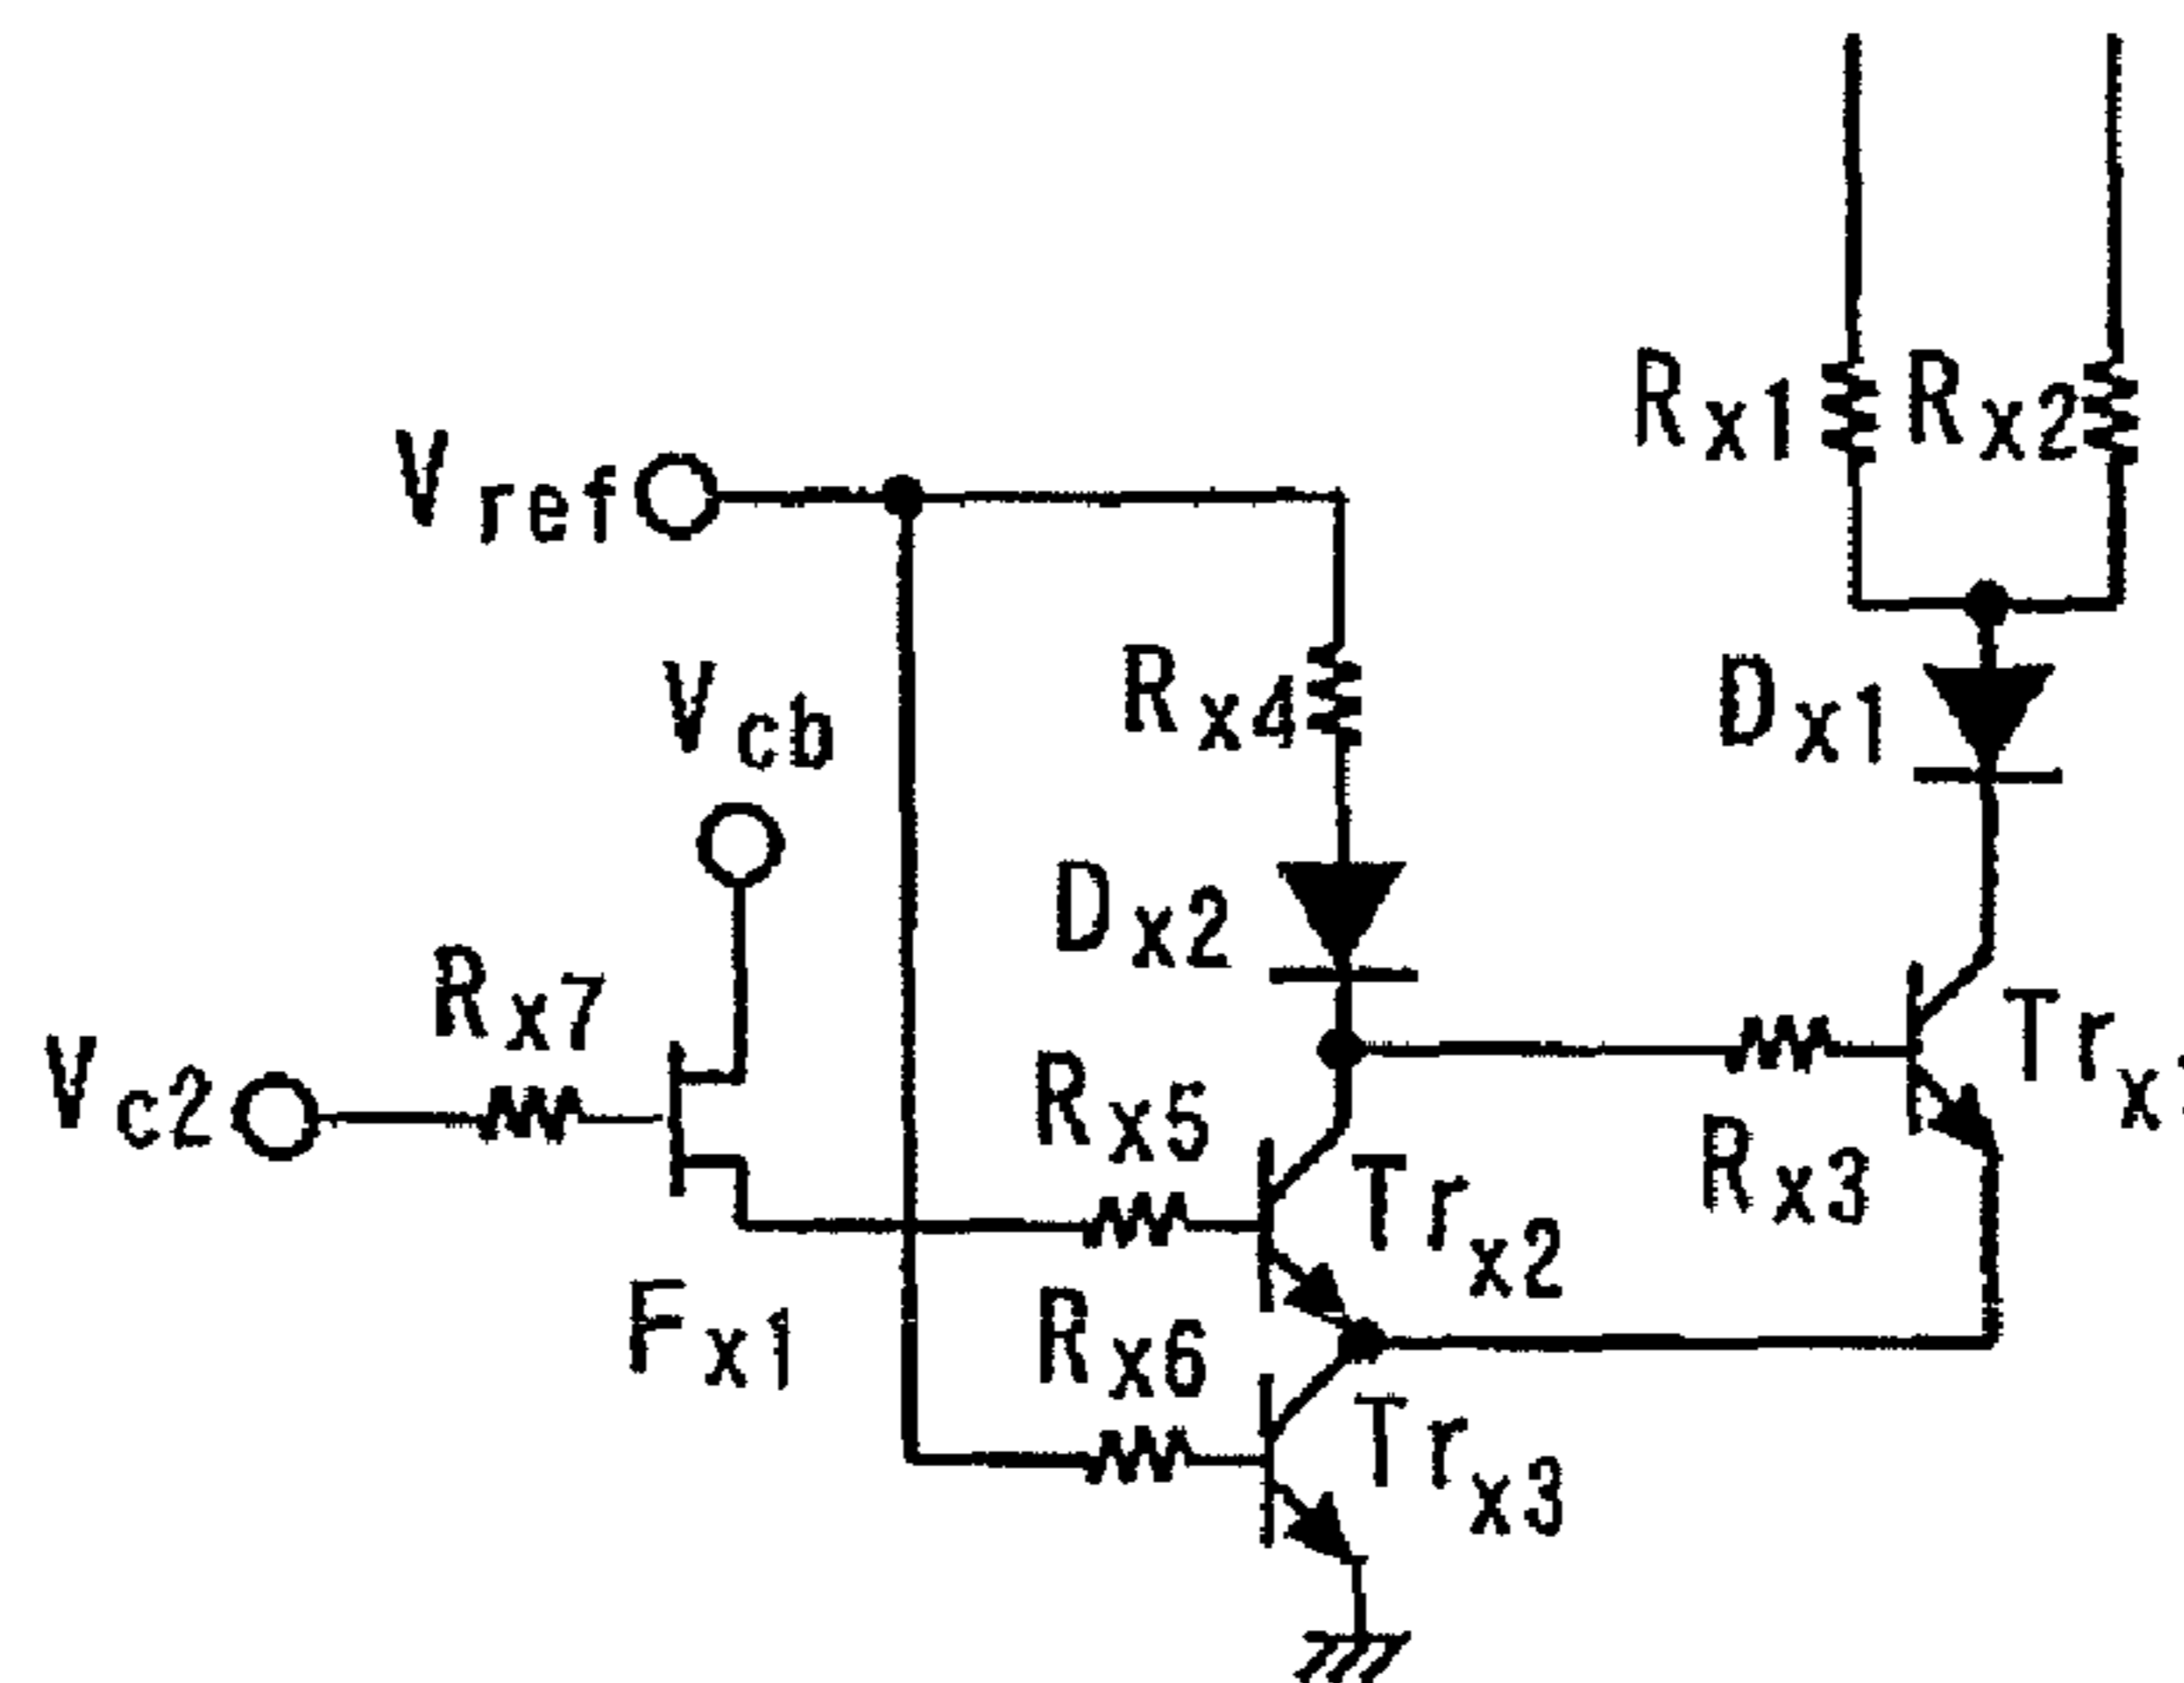 Rx1
Rx2
Vref
Rx4
Dx1
Vcb
Dx2
Rx7
Vc2
Rx5
Rx3
Trx2
Fx1
Rx6
Trx3